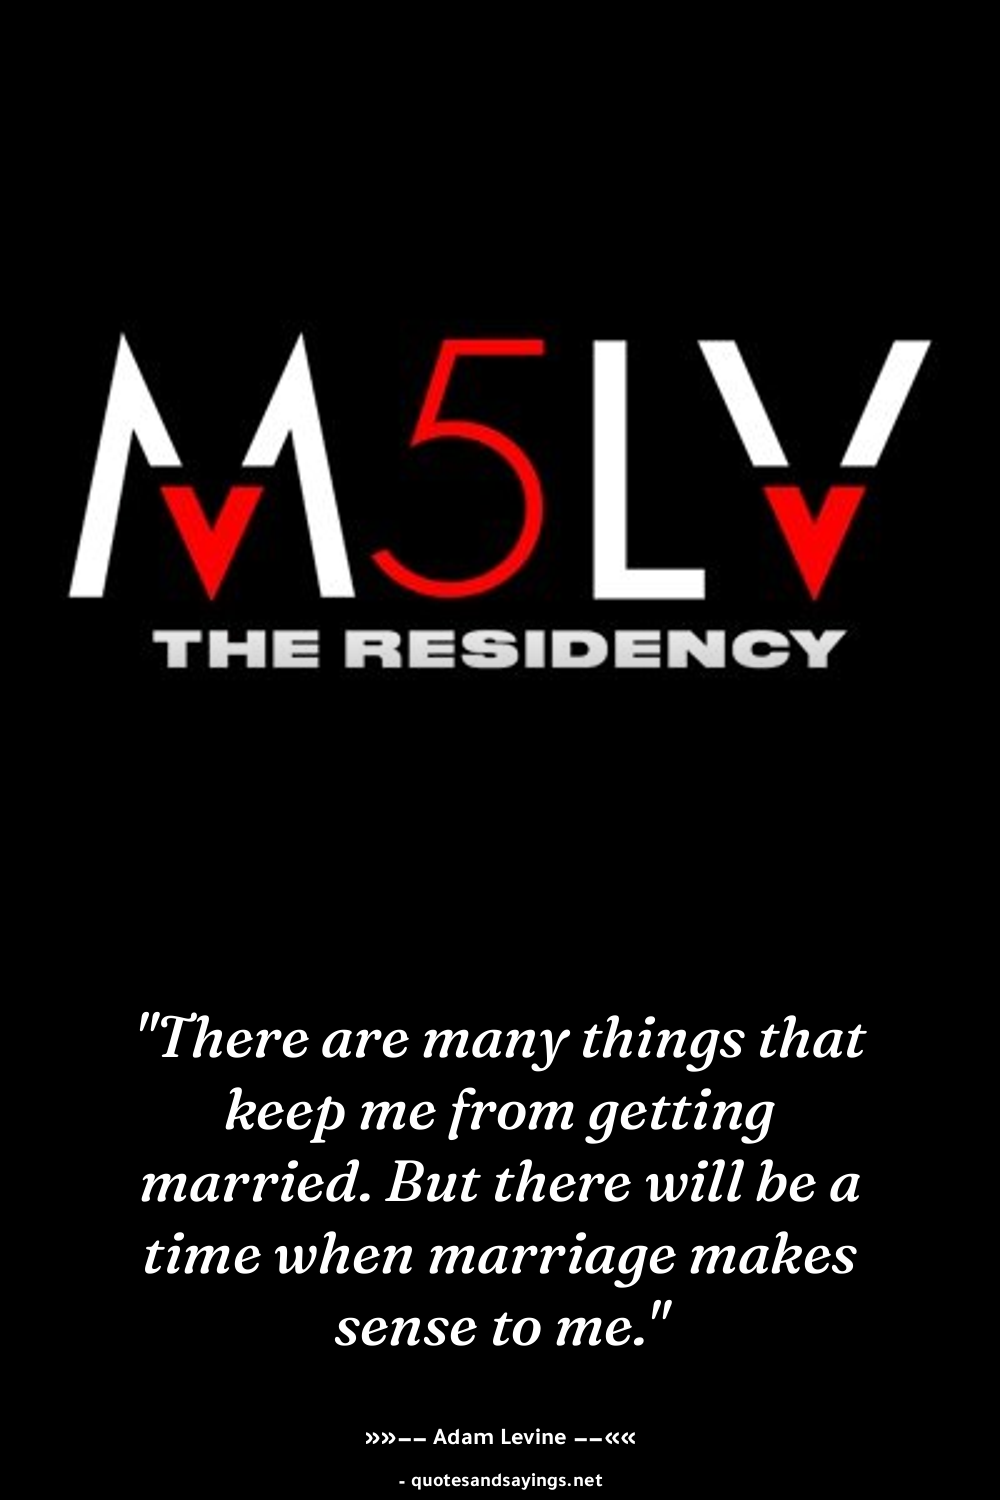 M5LV
THE RESIDENCY
"There are many things that
keep me from getting
married. But there will be a
time when marriage makes
sense to me."
»»—— Adam Levine ——««
- quotesandsayings.net